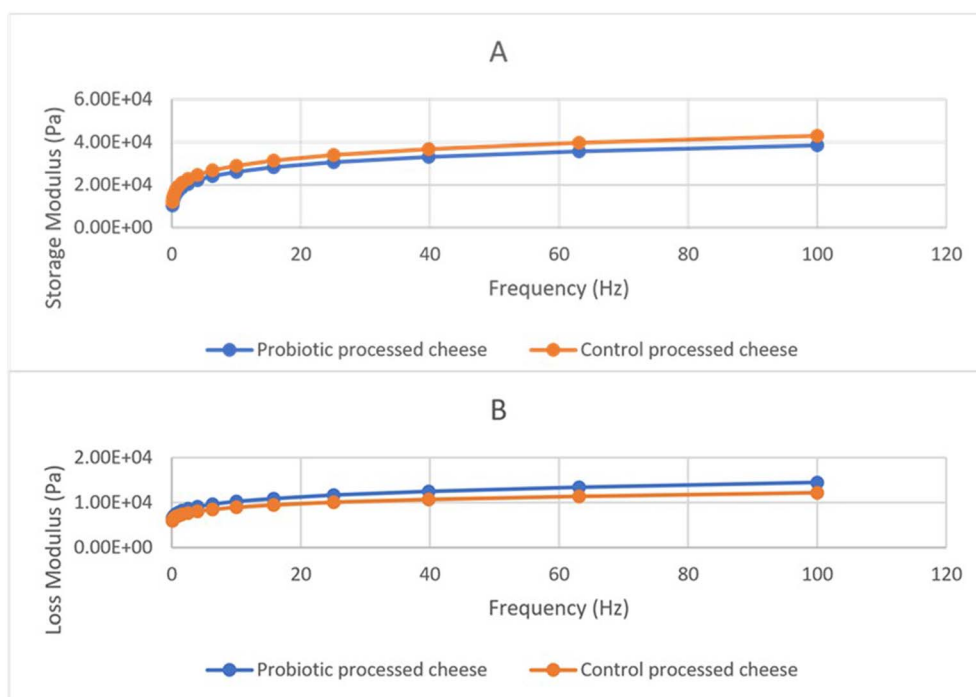 A
6.00E+04
4.00E+04
2.00E+04
0.00E+00
Storage Modulus (Pa)
0 20 40 60 80 100 120
Frequency (Hz)
Probiotic processed cheese Control processed cheese
B
2.00E+04
1.00E+04
0.00E+00
Loss Modulus (Pa)
0 20 40 60 80 100 120
Frequency (Hz)
Probiotic processed cheese Control processed cheese